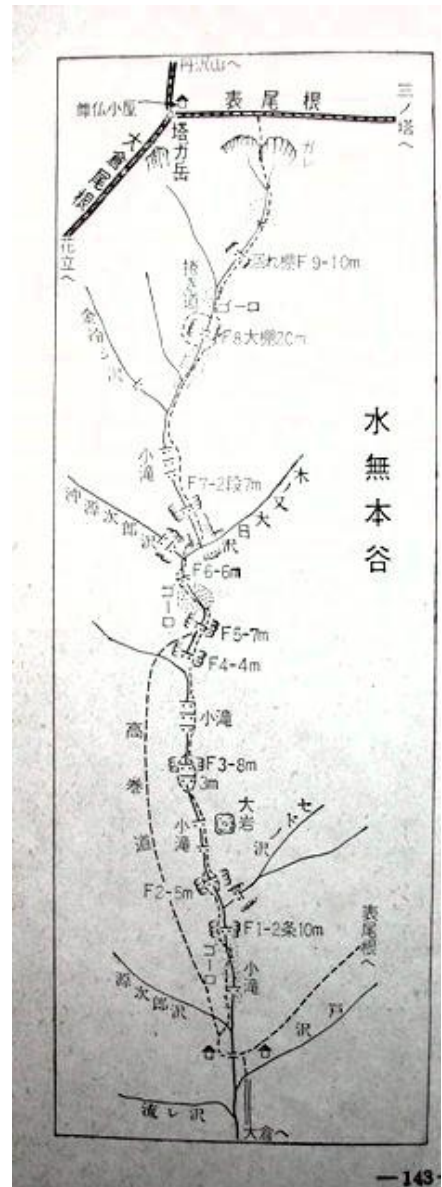 丹沢山へ
尊仏小屋
表尾根
三ノ塔へ
塔ガ岳
大倉尾根
ガレ
花立へ
涸れ棚F9-10m
捲き道
ゴーロ
F8大棚20m
金冷シ沢
水無本谷
小滝
F7-2段7m
木ノ又大日沢
沖源次郎沢
F6-6m
ゴーロ
F5-7m
F4-4m
小滝
高巻道
F3-8m
3m
大岩
小滝
セドノ沢
F2-5m
F1-2条10m
表尾根へ
ゴーロ
小滝
源次郎沢
戸沢
流レ沢
大倉へ
—143—